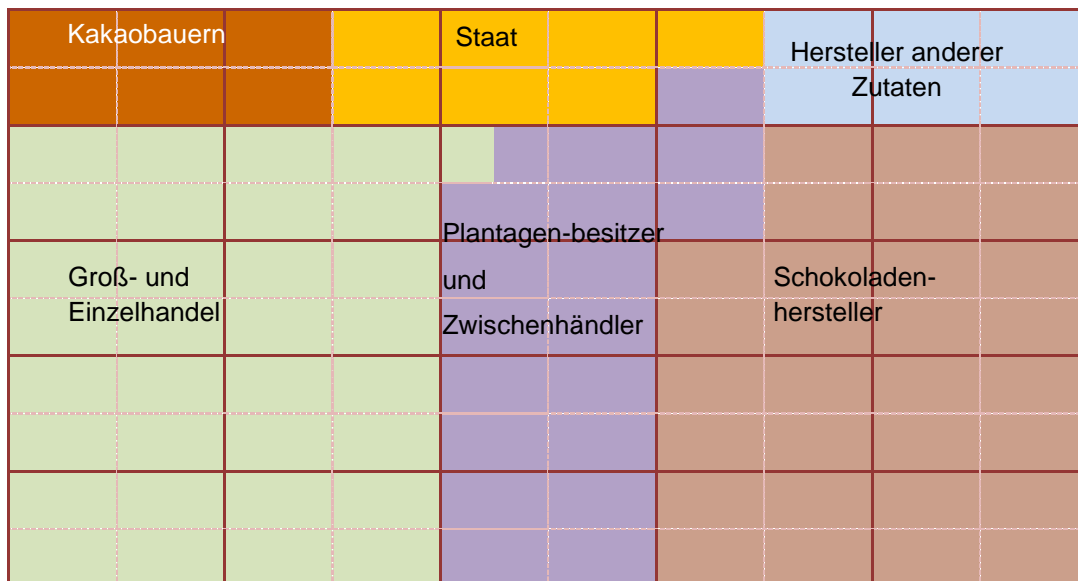 Kakaobauern
Staat
Hersteller anderer
Zutaten
Groß- und
Einzelhandel
Plantagen-besitzer
und
Zwischenhändler
Schokoladen-
hersteller